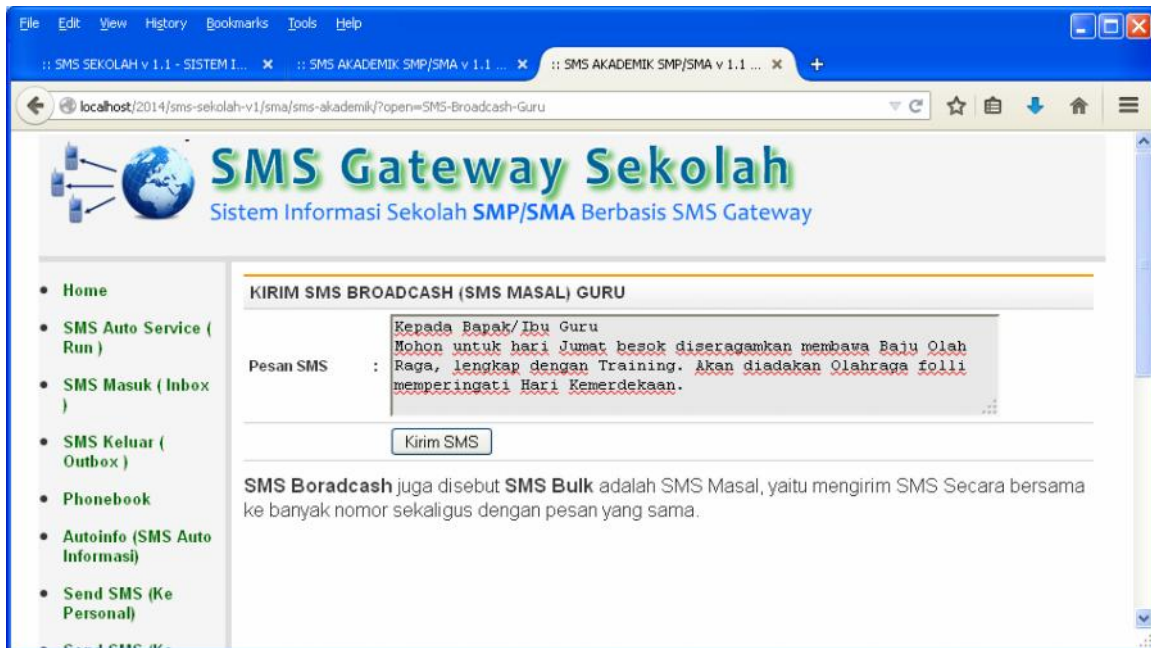 File Edit View History Bookmarks Tools Help
:: SMS SEKOLAH v 1.1 - SISTEM I... :: SMS AKADEMIK SMP/SMA v 1.1 ... :: SMS AKADEMIK SMP/SMA v 1.1 ...
localhost/2014/sms-sekolah-v1/sma/sms-akademik/?open=SMS-Broadcash-Guru
SMS Gateway Sekolah
Sistem Informasi Sekolah SMP/SMA Berbasis SMS Gateway
Home
SMS Auto Service (
Run )
SMS Masuk ( Inbox
)
SMS Keluar (
Outbox )
Phonebook
Autoinfo (SMS Auto
Informasi)
Send SMS (Ke
Personal)
Send SMS (Ke
KIRIM SMS BROADCASH (SMS MASAL) GURU
Pesan SMS :
Kepada Bapak/Ibu Guru
Mohon untuk hari Jumat besok diseragamkan membawa Baju Olah
Raga, lengkap dengan Training. Akan diadakan Olahraga folli
memperingati Hari Kemerdekaan.
Kirim SMS
SMS Boradcash juga disebut SMS Bulk adalah SMS Masal, yaitu mengirim SMS Secara bersama
ke banyak nomor sekaligus dengan pesan yang sama.